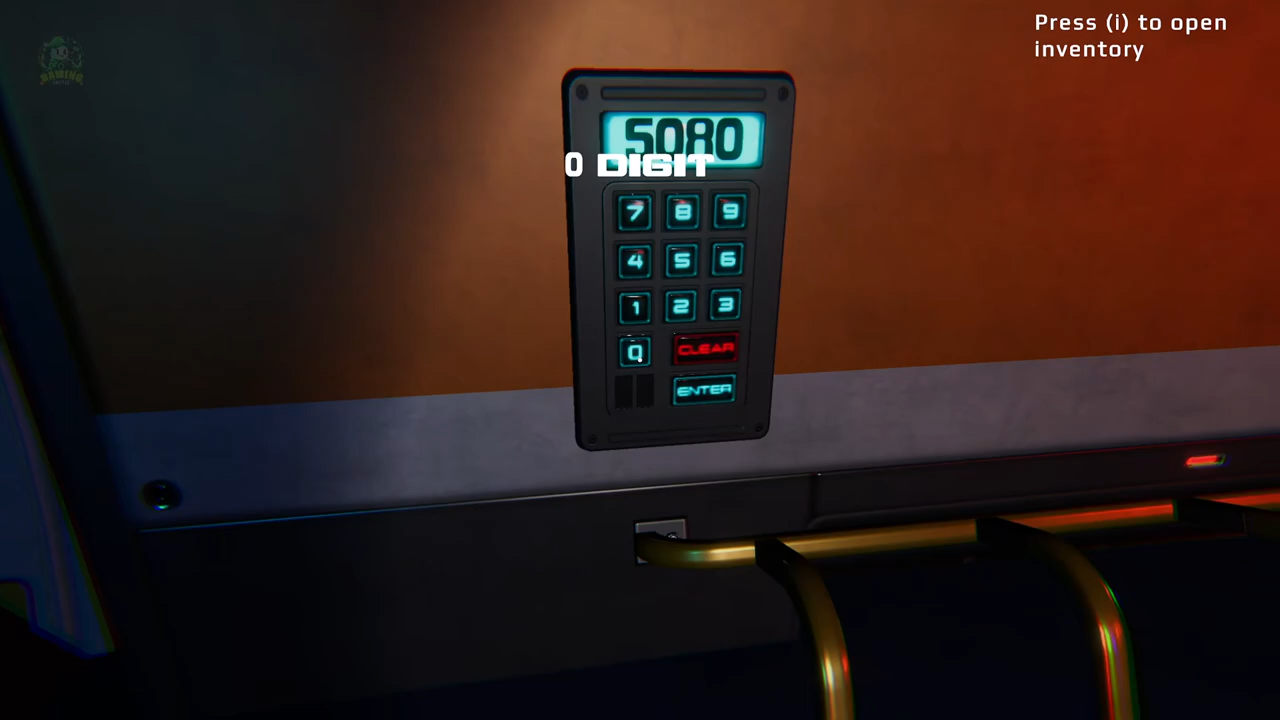 Press (i) to open
inventory
GAMING
5080
0 DIGIT
7 8 9
4 5 6
1 2 3
0 CLEAR
ENTER